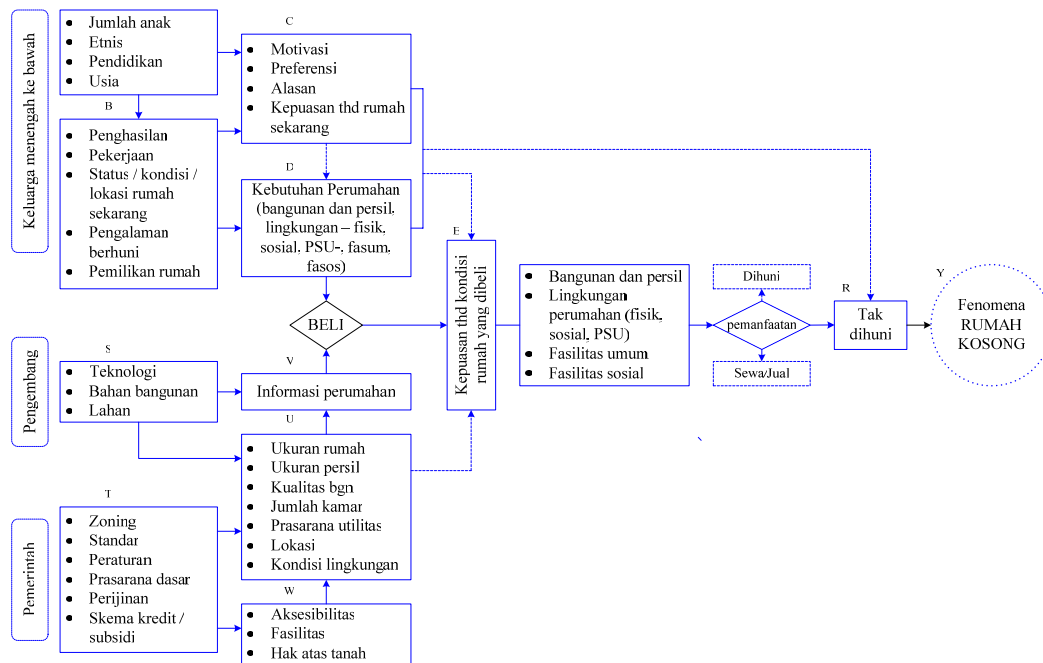 Keluarga menengah ke bawah
• Jumlah anak
• Etnis
• Pendidikan
• Usia
B
• Penghasilan
• Pekerjaan
• Status / kondisi /
lokasi rumah
sekarang
• Pengalaman
berhuni
• Pemilikan rumah
C
• Motivasi
• Preferensi
• Alasan
• Kepuasan thd rumah
sekarang
D
Kebutuhan Perumahan
(bangunan dan persil,
lingkungan – fisik,
sosial, PSU-, fasum,
fasos)
BELI
Pengembang
S
• Teknologi
• Bahan bangunan
• Lahan
V
Informasi perumahan
U
• Ukuran rumah
• Ukuran persil
• Kualitas bgn
• Jumlah kamar
• Prasarana utilitas
• Lokasi
• Kondisi lingkungan
Pemerintah
T
• Zoning
• Standar
• Peraturan
• Prasarana dasar
• Perijinan
• Skema kredit /
subsidi
W
• Aksesibilitas
• Fasilitas
• Hak atas tanah
E
Kepuasan thd kondisi
rumah yang dibeli
• Bangunan dan persil
• Lingkungan
perumahan (fisik,
sosial, PSU)
• Fasilitas umum
• Fasilitas sosial
Dihuni
pemanfaatan
Sewa/Jual
R
Tak
dihuni
Y
Fenomena
RUMAH
KOSONG